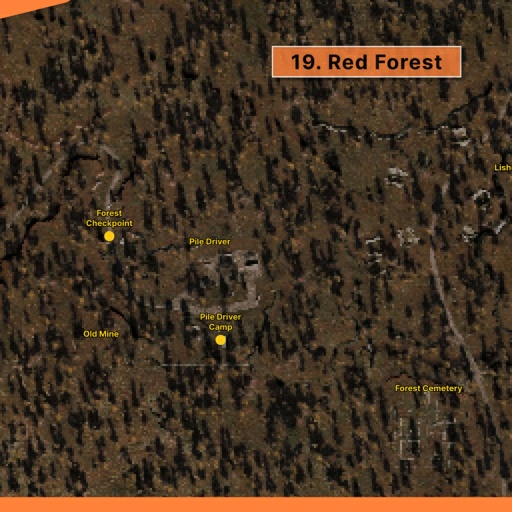 19. Red Forest
Lish
Forest
Checkpoint
Pile Driver
Pile Driver
Camp
Old Mine
Forest Cemetery